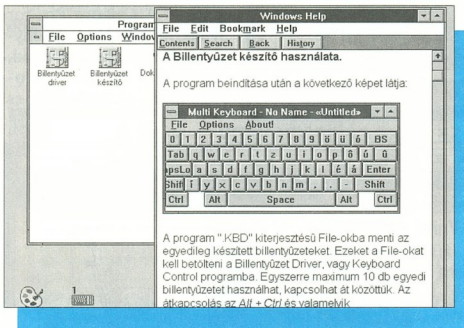 Program
File Options Window
Billentyűzet driver
Billentyűzet készítő
Windows Help
File Edit Bookmark Help
Contents Search Back History
A Billentyűzet készítő használata.
A program beindítása után a következő képet látja:
Multi Keyboard - No Name - «Untitled»
File Options About!
0 1 2 3 4 5 6 7 8 9 ö ü ó BS
Tab q w e r t z u i o p ő ú û
psLo a s d f g h j k l é á Enter
Shif í y x c v b n m , . - Shift
Ctrl Alt Space Alt Ctrl
A program ".KBD" kiterjesztésű File-okba menti az
egyedileg készített billentyűzeteket. Ezeket a File-okat
kell betölteni a Billentyűzet Driver, vagy Keyboard
Control programba. Egyszerre maximum 10 db egyedi
billentyűzetet használhat, kapcsolhat át közöttük. Az
átkapcsolás az Alt + Ctrl és valamelyik